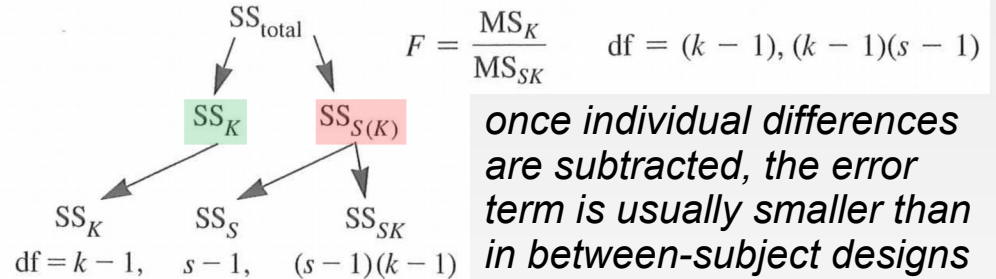 SS_total
F = MS_K / MS_SK    df = (k − 1), (k − 1)(s − 1)
SS_K    SS_S(K)
once individual differences
are subtracted, the error
term is usually smaller than
in between-subject designs
SS_K    SS_S    SS_SK
df = k − 1,    s − 1,    (s − 1)(k − 1)